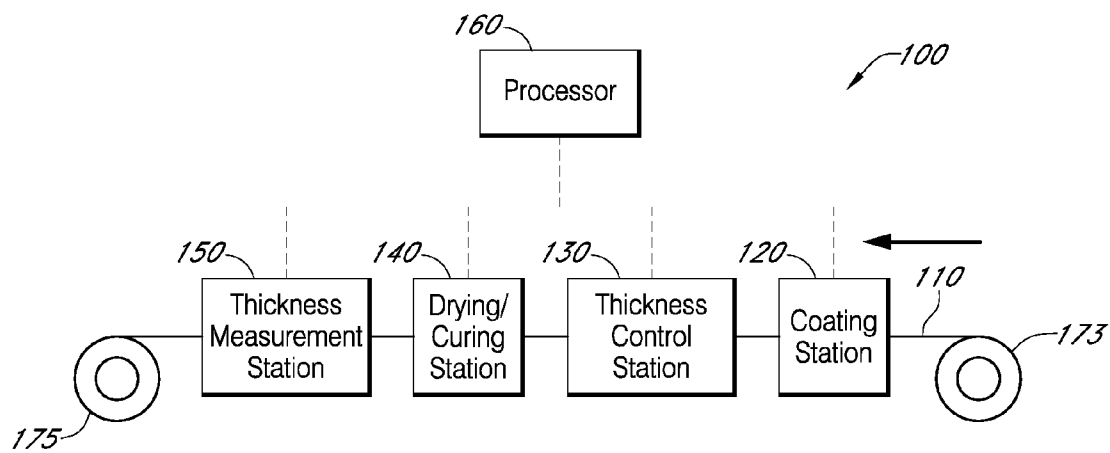 160
Processor
100
150
140
130
120
110
173
Thickness
Measurement
Station
Drying/
Curing
Station
Thickness
Control
Station
Coating
Station
175